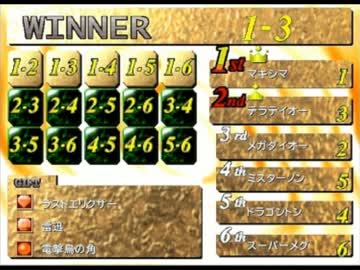 WINNER 1-3
1-2 1-3 1-4 1-5 1-6
2-3 2-4 2-5 2-6 3-4
3-5 3-6 4-5 4-6 5-6
1st マキシマ 1
2nd テラテイオー 3
3rd メガダイオー 2
4th ミスターソン 5
5th ドラゴンシン 4
6th スーパーメグ 6
GIFT
ラストエリクサー
雷迅
電撃鳥の角